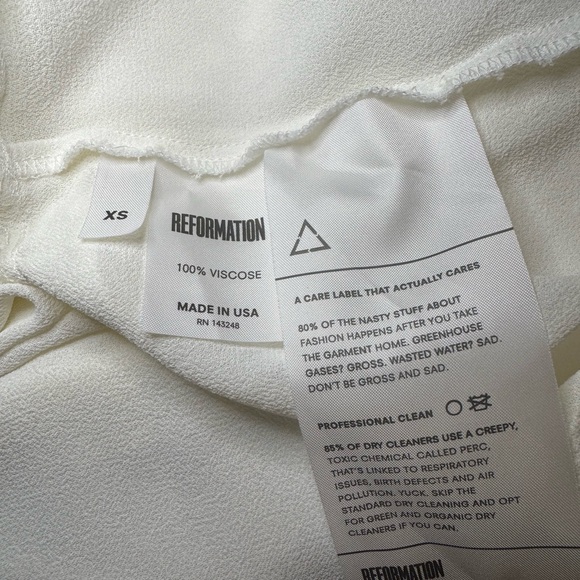 XS
REFORMATION
100% VISCOSE
MADE IN USA
RN 143248
A CARE LABEL THAT ACTUALLY CARES
80% OF THE NASTY STUFF ABOUT
FASHION HAPPENS AFTER YOU TAKE
THE GARMENT HOME. GREENHOUSE
GASES? GROSS. WASTED WATER? SAD.
DON'T BE GROSS AND SAD.
PROFESSIONAL CLEAN
85% OF DRY CLEANERS USE A CREEPY,
TOXIC CHEMICAL CALLED PERC,
THAT'S LINKED TO RESPIRATORY
ISSUES, BIRTH DEFECTS AND AIR
POLLUTION. YUCK. SKIP THE
STANDARD DRY CLEANING AND OPT
FOR GREEN AND ORGANIC DRY
CLEANERS IF YOU CAN.
REFORMATION